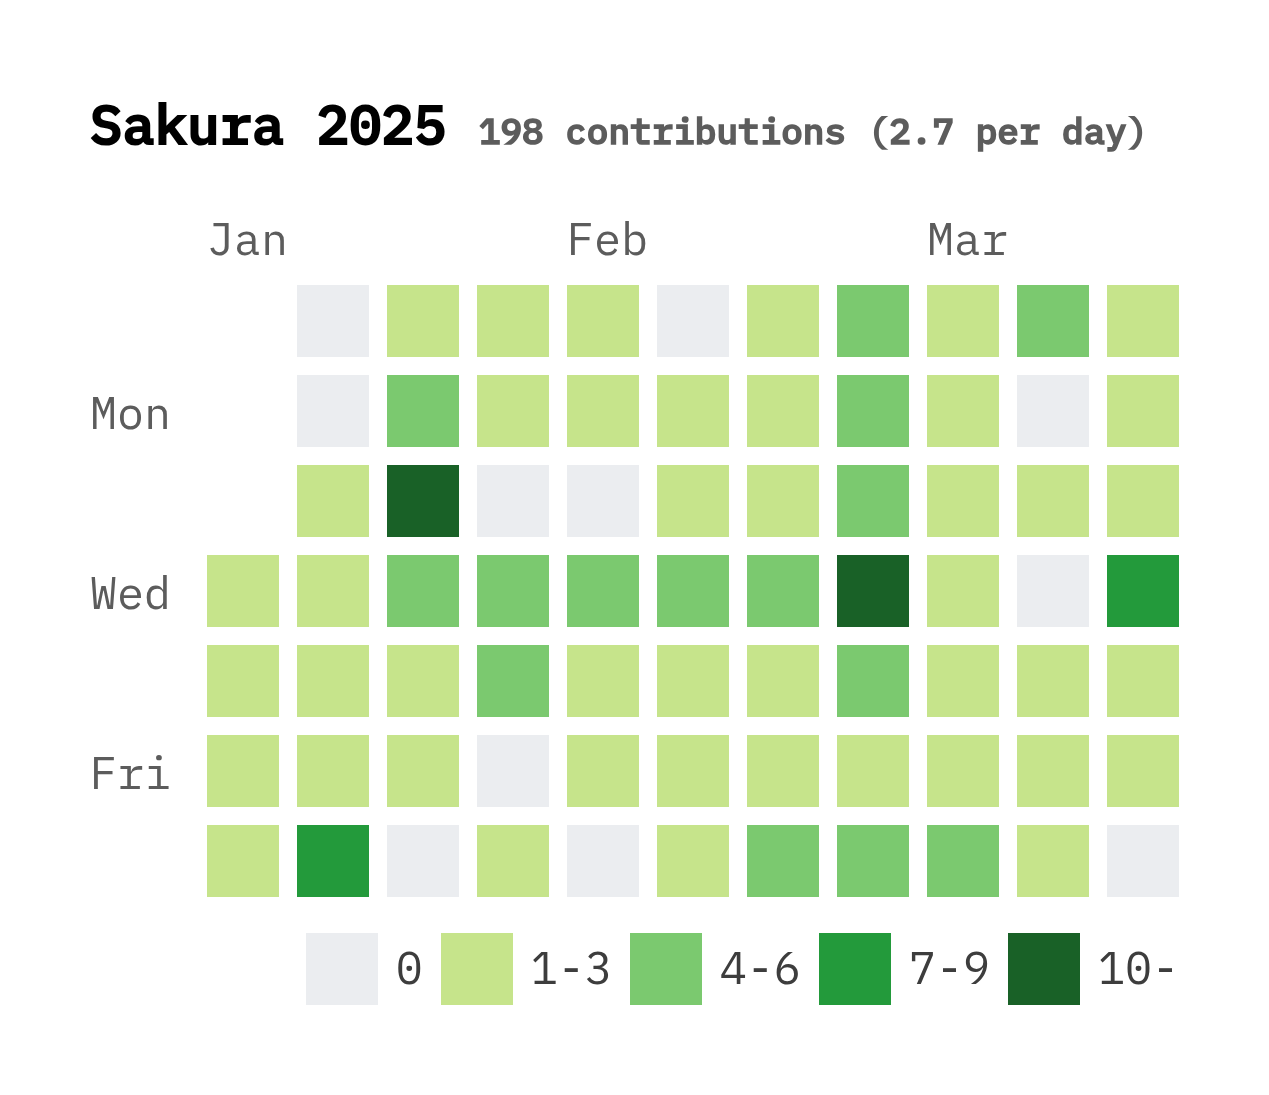 Sakura 2025 198 contributions (2.7 per day)
Jan Feb Mar
Mon
Wed
Fri
0 1-3 4-6 7-9 10-